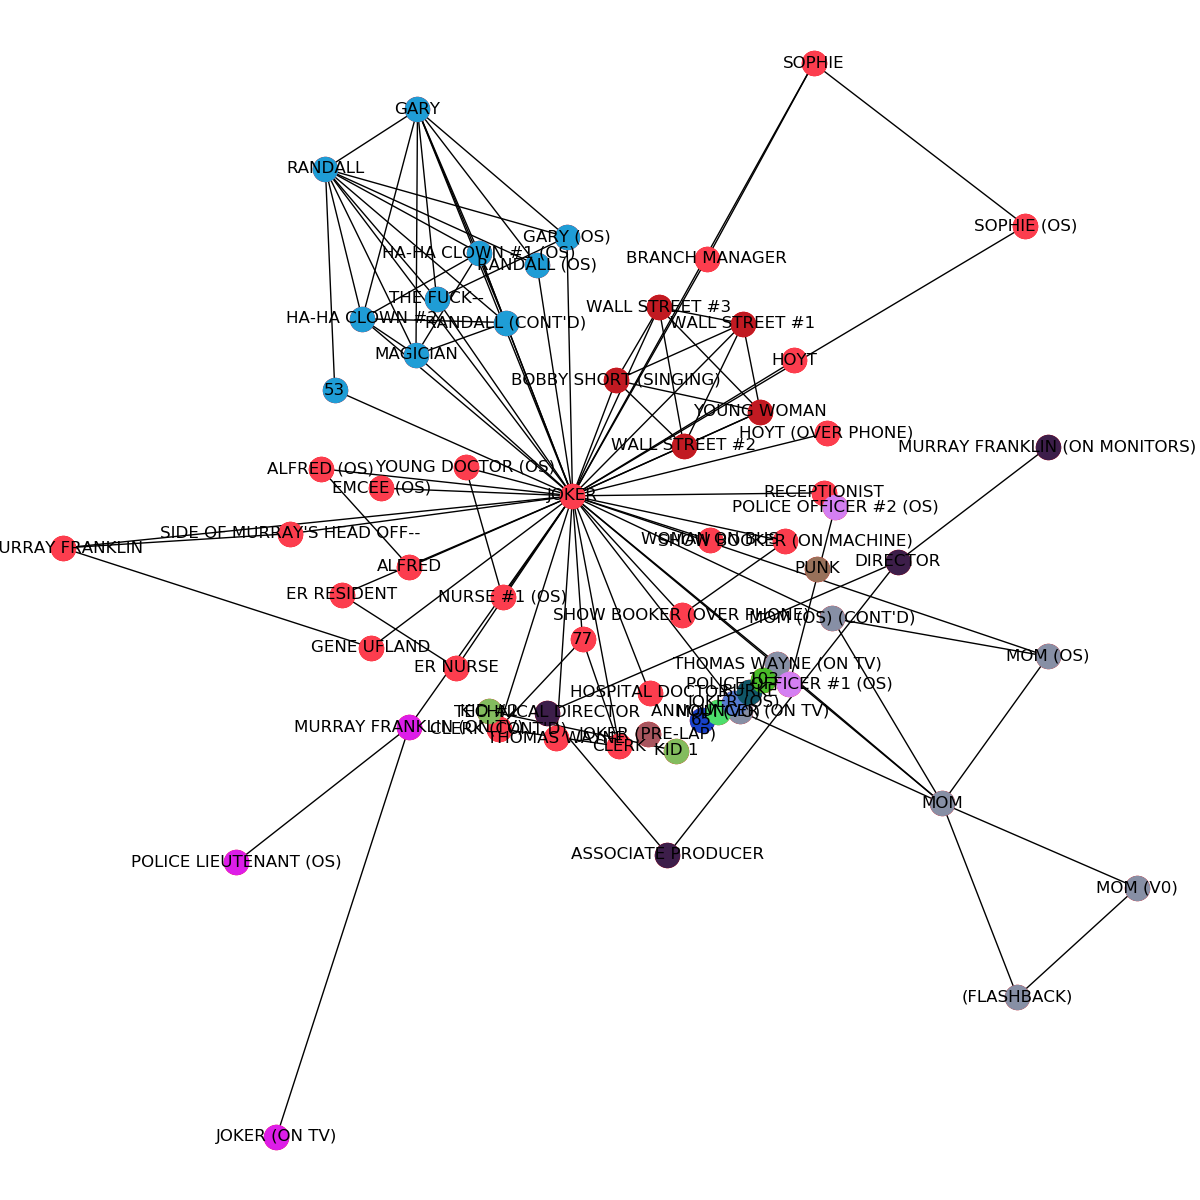 SOPHIE
GARY
RANDALL
SOPHIE (OS)
GARY (OS)
HA-HA CLOWN #1 (OS)
BRANCH MANAGER
RANDALL (OS)
THE FUCK--
WALL STREET #3
HA-HA CLOWN #2
RANDALL (CONT'D)
WALL STREET #1
MAGICIAN
HOYT
BOBBY SHORT (SINGING)
53
YOUNG WOMAN
HOYT (OVER PHONE)
WALL STREET #2
MURRAY FRANKLIN (ON MONITORS)
ALFRED (OS)
YOUNG DOCTOR (OS)
EMCEE (OS)
JOKER
RECEPTIONIST
POLICE OFFICER #2 (OS)
SIDE OF MURRAY'S HEAD OFF--
WOMAN ON BUS
SHOW BOOKER (ON MACHINE)
URRAY FRANKLIN
DIRECTOR
ALFRED
PUNK
ER RESIDENT
NURSE #1 (OS)
SHOW BOOKER (OVER PHONE)
MOM (OS) (CONT'D)
77
GENE UFLAND
MOM (OS)
ER NURSE
THOMAS WAYNE (ON TV)
103
POLICE OFFICER #1 (OS)
HOSPITAL DOCTOR
BURKE
JOKER (OS)
KID #2
TECHNICAL DIRECTOR
(ON TV)
65
MURRAY FRANKLIN (ON TV)
CLERK (CONT'D)
JOKER (PRE-LAP)
THOMAS WAYNE
CLERK
KID 1
MOM
ASSOCIATE PRODUCER
POLICE LIEUTENANT (OS)
MOM (V0)
(FLASHBACK)
JOKER (ON TV)